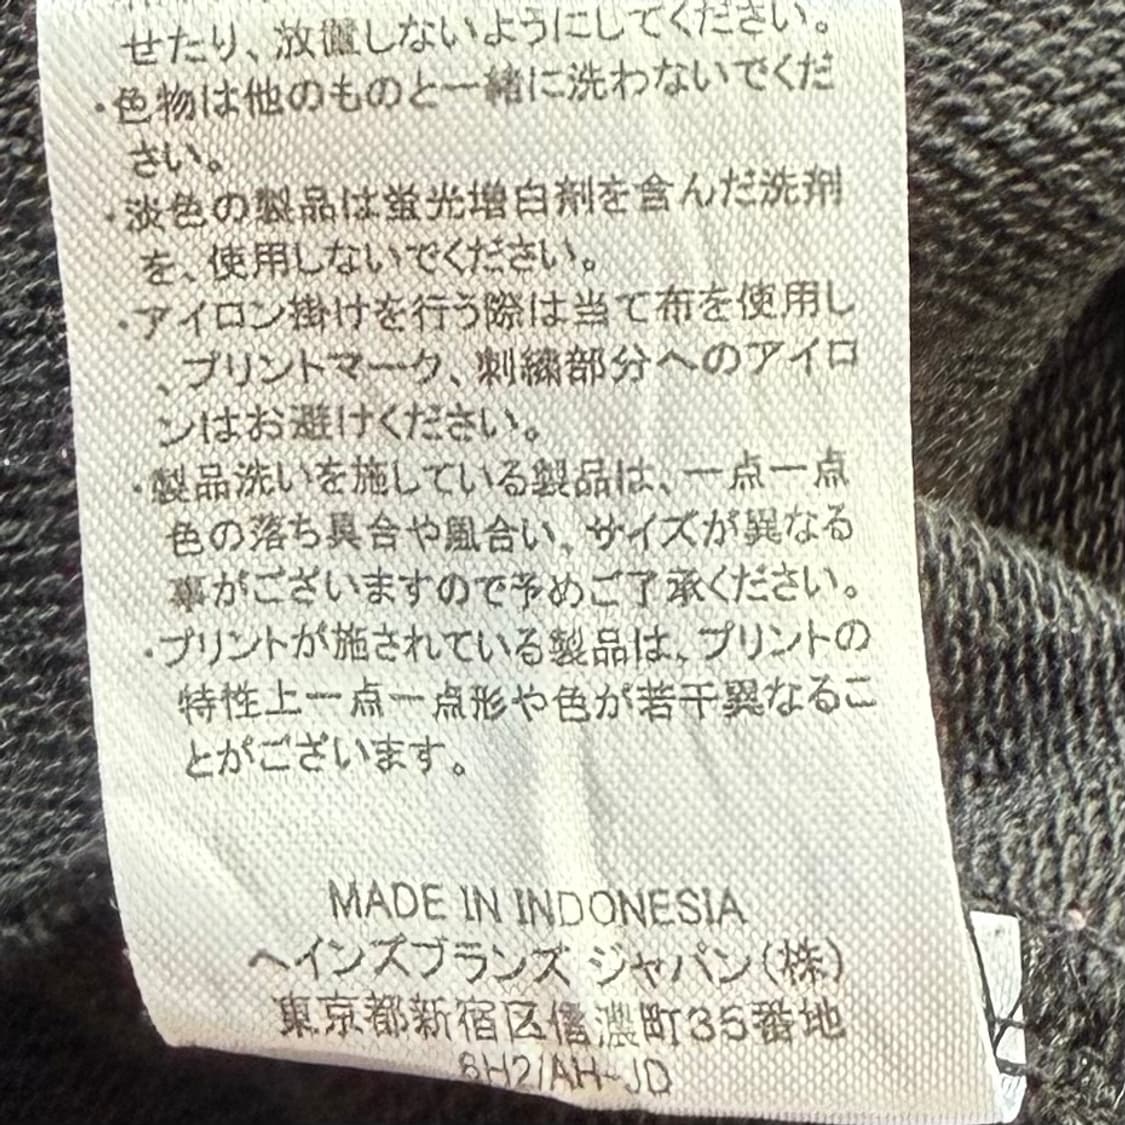 せたり、放置しないようにしてください。
・色物は他のものと一緒に洗わないでくだ
さい。
・淡色の製品は蛍光増白剤を含んだ洗剤
を、使用しないでください。
・アイロン掛けを行う際は当て布を使用し
、プリントマーク、刺繍部分へのアイロ
ンはお避けください。
・製品洗いを施している製品は、一点一点
色の落ち具合や風合い、サイズが異なる
事がございますので予めご了承ください。
・プリントが施されている製品は、プリントの
特性上一点一点形や色が若干異なるこ
とがございます。
MADE IN INDONESIA
ヘインズブランズ ジャパン(株)
東京都新宿区信濃町35番地